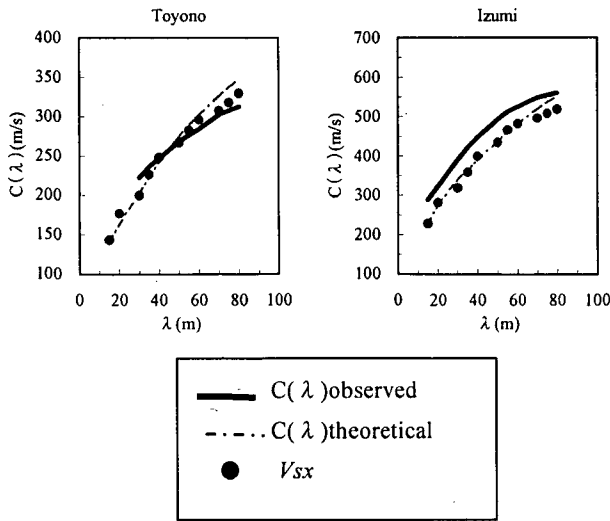 Toyono
C(λ)(m/s)
400
350
300
250
200
150
100
0 20 40 60 80 100
λ(m)
Izumi
C(λ)(m/s)
700
600
500
400
300
200
100
0 20 40 60 80 100
λ(m)
C(λ)observed
C(λ)theoretical
Vsx